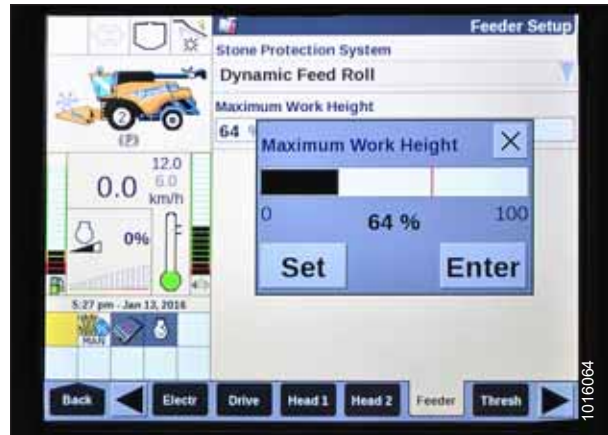 Feeder Setup
Stone Protection System
Dynamic Feed Roll
Maximum Work Height
64 %
Maximum Work Height
0
64 %
100
Set
Enter
2
(P)
12.0
6.0
0.0
km/h
0%
5:27 pm - Jan 13, 2016
MAN
Back
Electr
Drive
Head 1
Head 2
Feeder
Thresh
1016064